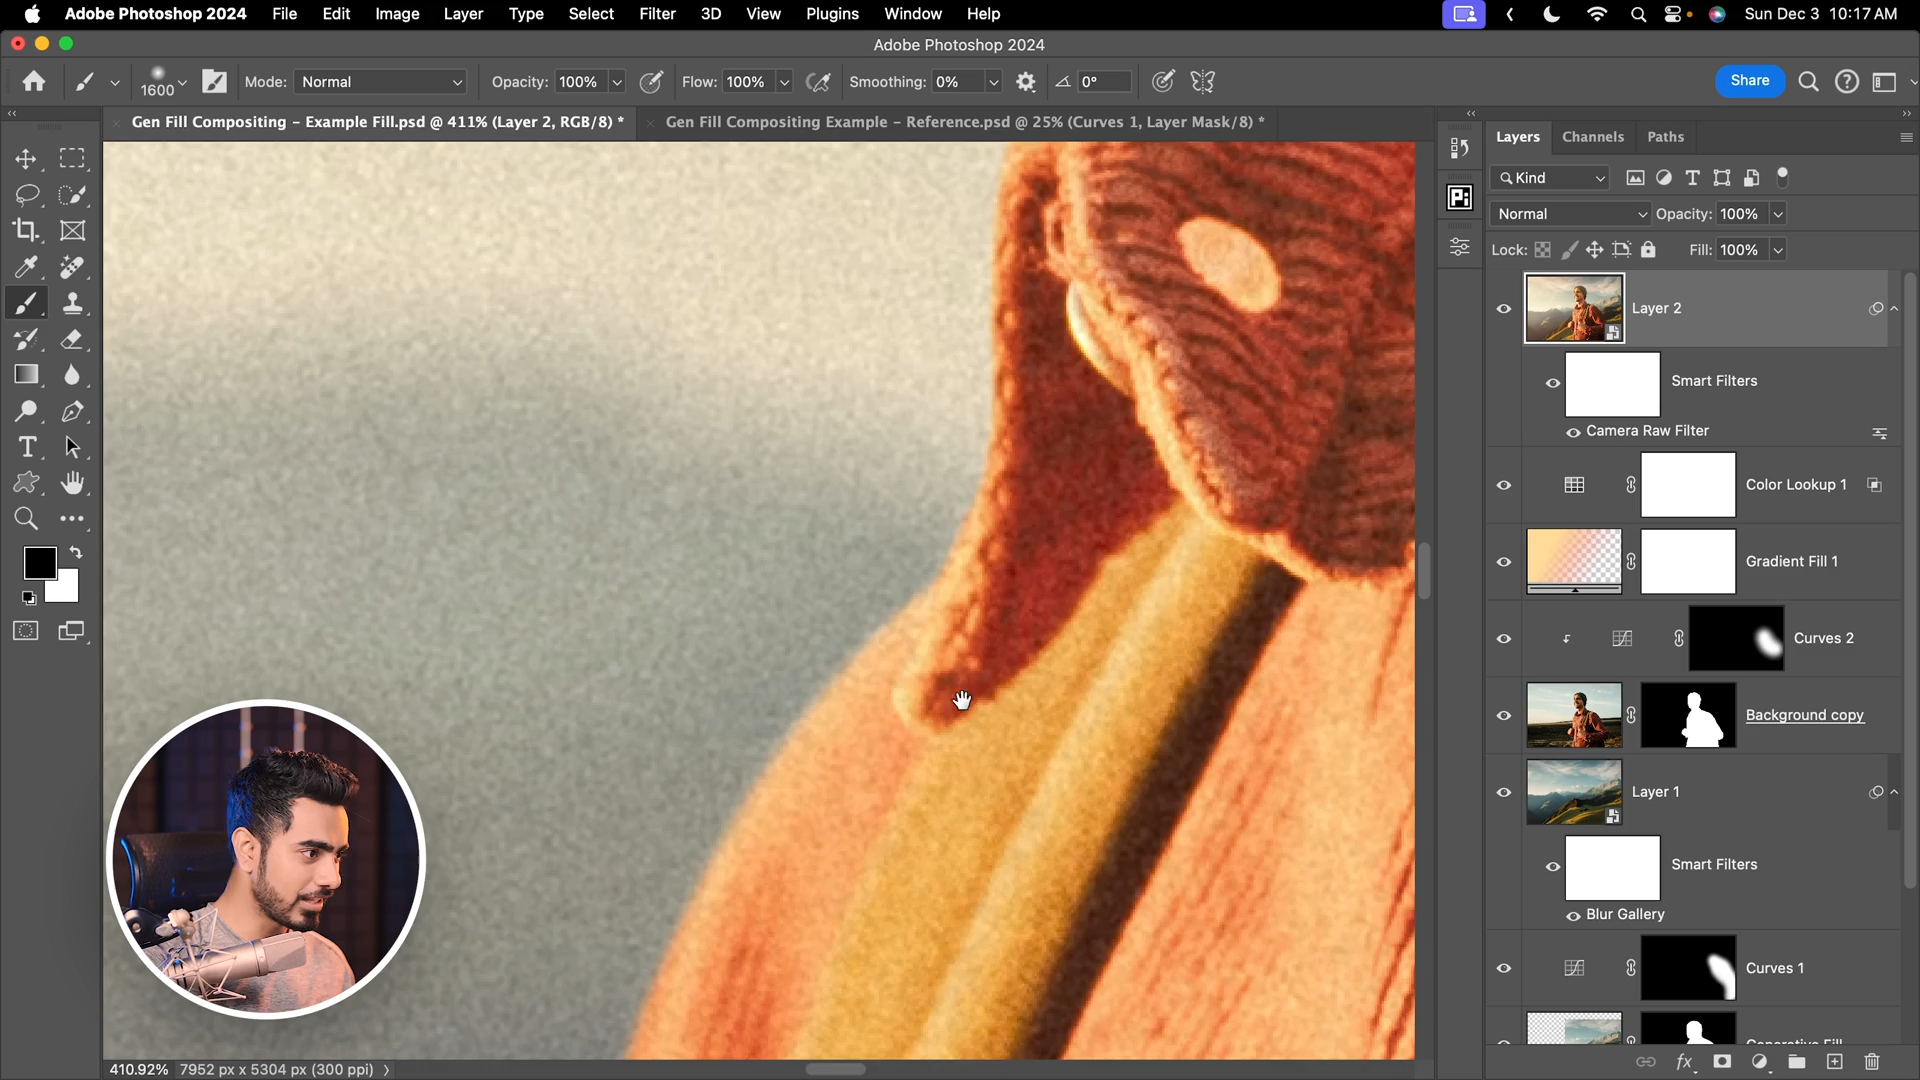 Adobe Photoshop 2024 File Edit Image Layer Type Select Filter 3D View Plugins Window Help Sun Dec 3 10:17 AM
Adobe Photoshop 2024
1600 Mode: Normal Opacity: 100% Flow: 100% Smoothing: 0% 0° Share
Gen Fill Compositing – Example Fill.psd @ 411% (Layer 2, RGB/8) * Gen Fill Compositing Example – Reference.psd @ 25% (Curves 1, Layer Mask/8) *
Layers Channels Paths
Kind
Normal Opacity: 100%
Lock: Fill: 100%
Layer 2
Smart Filters
Camera Raw Filter
Color Lookup 1
Gradient Fill 1
Curves 2
Background copy
Layer 1
Smart Filters
Blur Gallery
Curves 1
fx
410.92% 7952 px x 5304 px (300 ppi)
Pi